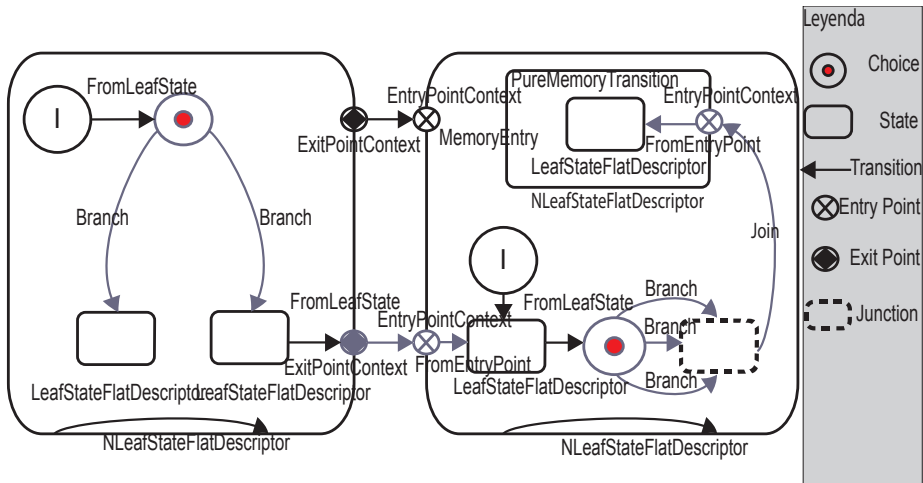 Leyenda
Choice
State
Transition
Entry Point
Exit Point
Junction
FromLeafState
I
Branch
Branch
LeafStateFlatDescriptor
LeafStateFlatDescriptor
NLeafStateFlatDescriptor
ExitPointContext
EntryPointContext
MemoryEntry
FromLeafState
ExitPointContext
EntryPointContext
FromEntryPoint
PureMemoryTransition
EntryPointContext
FromEntryPoint
LeafStateFlatDescriptor
NLeafStateFlatDescriptor
I
FromLeafState
LeafStateFlatDescriptor
Branch
Branch
Branch
Join
NLeafStateFlatDescriptor